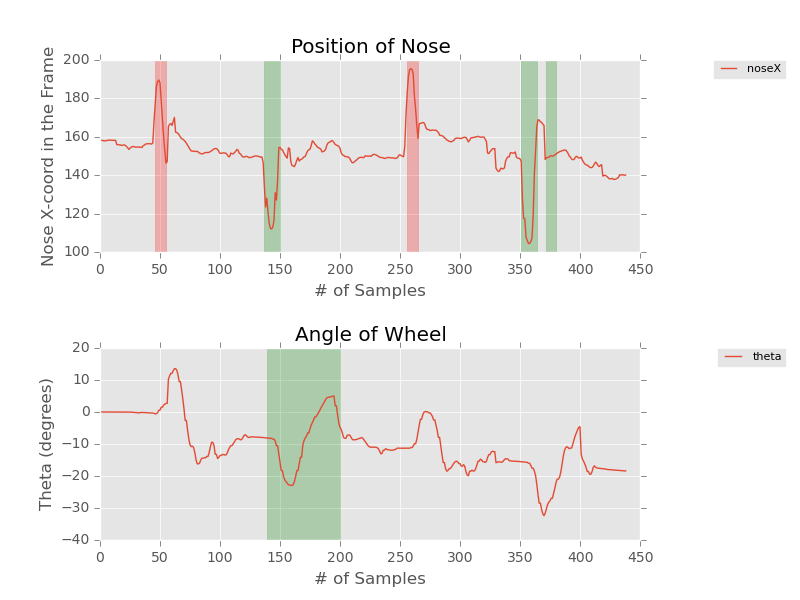 Position of Nose
Nose X-coord in the Frame
200
180
160
140
120
100
0 50 100 150 200 250 300 350 400 450
# of Samples
noseX
Angle of Wheel
Theta (degrees)
20
10
0
−10
−20
−30
−40
0 50 100 150 200 250 300 350 400 450
# of Samples
theta